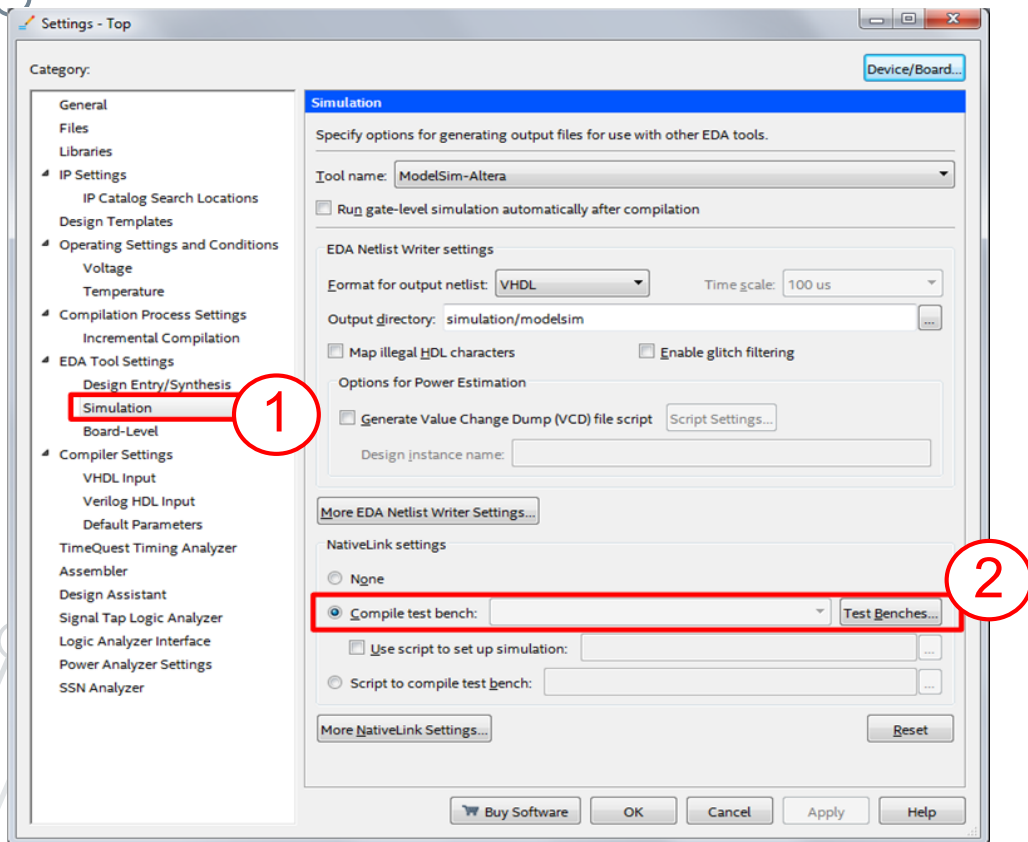 Settings - Top
Category:
Device/Board...
General
Files
Libraries
IP Settings
IP Catalog Search Locations
Design Templates
Operating Settings and Conditions
Voltage
Temperature
Compilation Process Settings
Incremental Compilation
EDA Tool Settings
Design Entry/Synthesis
Simulation
1
Board-Level
Compiler Settings
VHDL Input
Verilog HDL Input
Default Parameters
TimeQuest Timing Analyzer
Assembler
Design Assistant
Signal Tap Logic Analyzer
Logic Analyzer Interface
Power Analyzer Settings
SSN Analyzer
Simulation
Specify options for generating output files for use with other EDA tools.
Tool name: ModelSim-Altera
Run gate-level simulation automatically after compilation
EDA Netlist Writer settings
Format for output netlist: VHDL Time scale: 100 us
Output directory: simulation/modelsim ...
Map illegal HDL characters Enable glitch filtering
Options for Power Estimation
Generate Value Change Dump (VCD) file script Script Settings...
Design instance name:
More EDA Netlist Writer Settings...
NativeLink settings
None
2
Compile test bench: Test Benches...
Use script to set up simulation: ...
Script to compile test bench: ...
More NativeLink Settings... Reset
Buy Software OK Cancel Apply Help